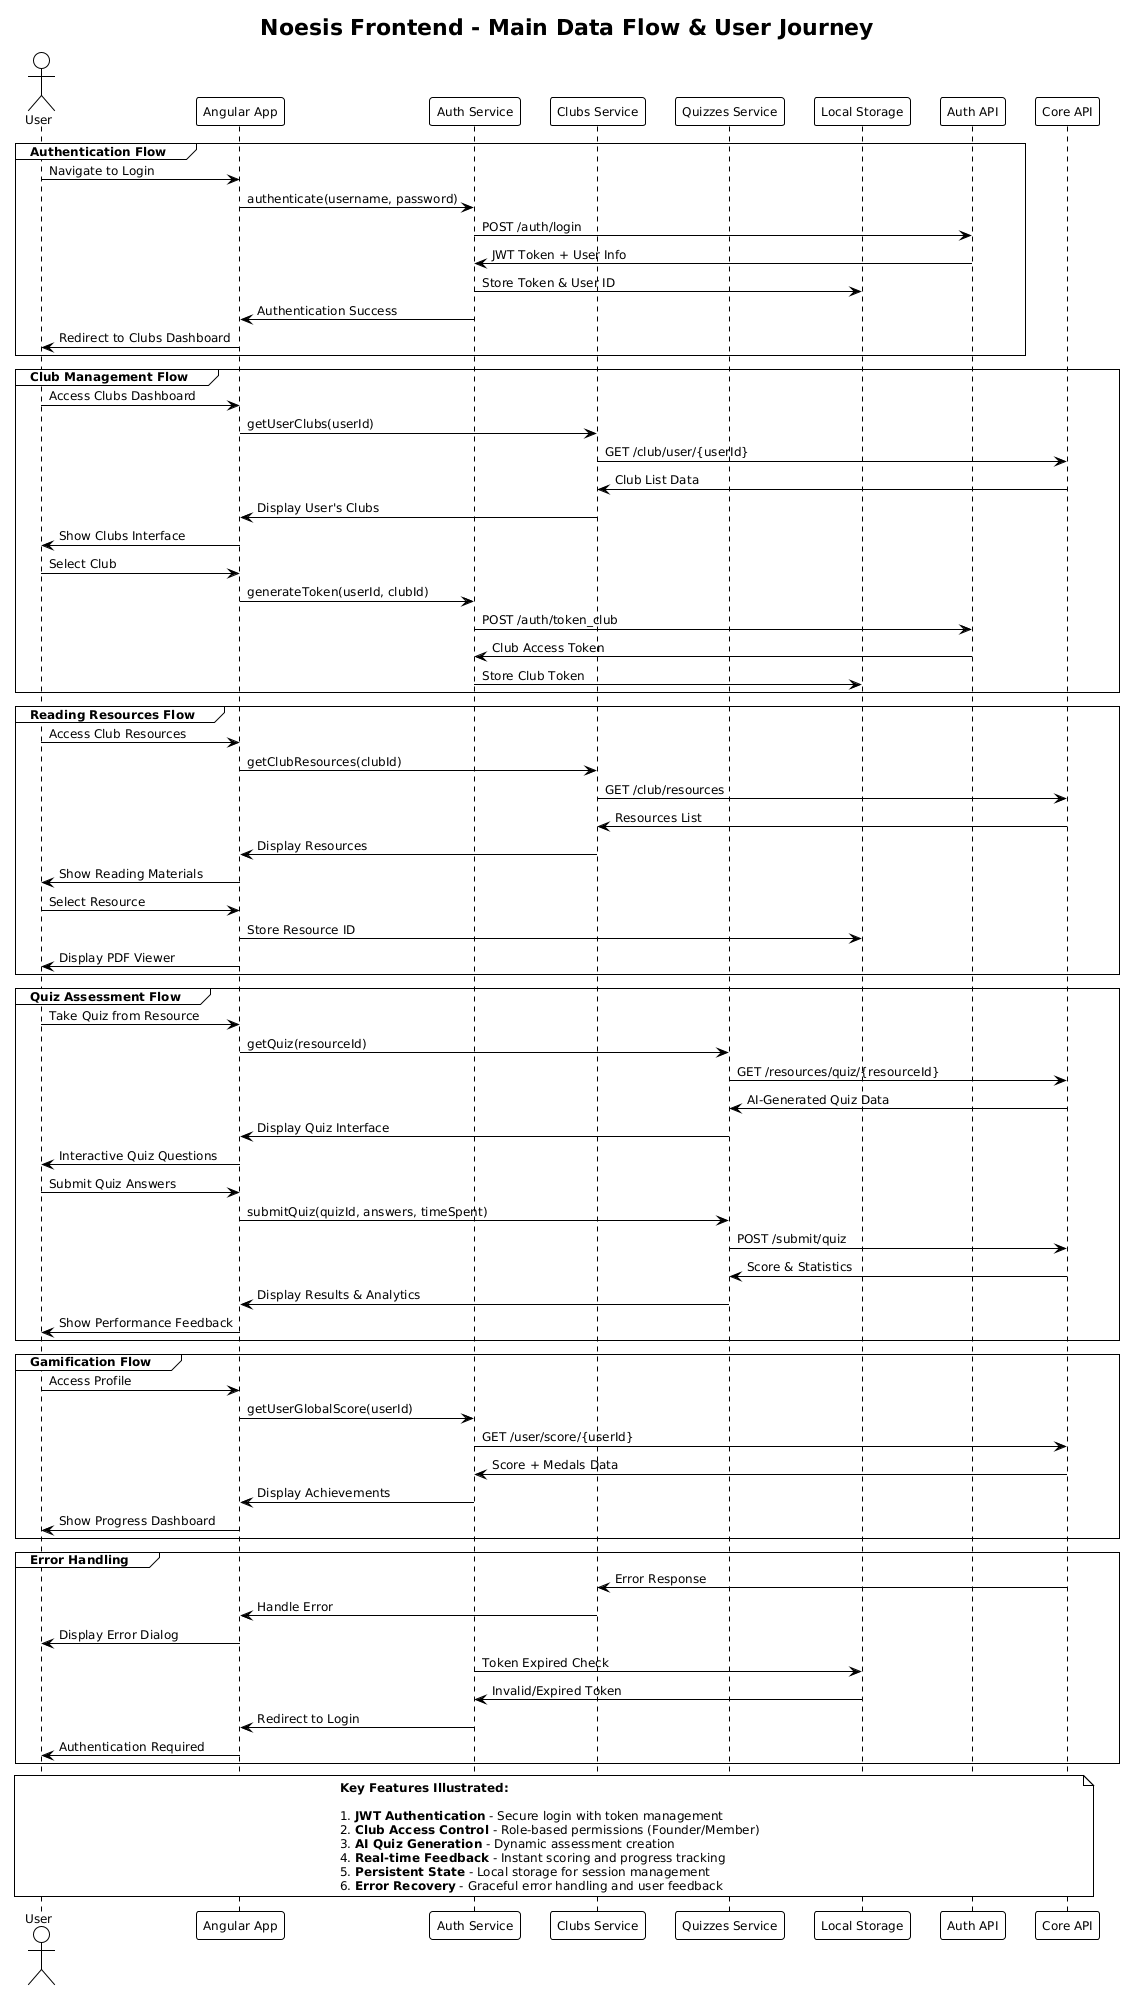 Noesis Frontend - Main Data Flow & User Journey
User
Angular App
Auth Service
Clubs Service
Quizzes Service
Local Storage
Auth API
Core API
Authentication Flow
Navigate to Login
authenticate(username, password)
POST /auth/login
JWT Token + User Info
Store Token & User ID
Authentication Success
Redirect to Clubs Dashboard
Club Management Flow
Access Clubs Dashboard
getUserClubs(userId)
GET /club/user/{userId}
Club List Data
Display User's Clubs
Show Clubs Interface
Select Club
generateToken(userId, clubId)
POST /auth/token_club
Club Access Token
Store Club Token
Reading Resources Flow
Access Club Resources
getClubResources(clubId)
GET /club/resources
Resources List
Display Resources
Show Reading Materials
Select Resource
Store Resource ID
Display PDF Viewer
Quiz Assessment Flow
Take Quiz from Resource
getQuiz(resourceId)
GET /resources/quiz/{resourceId}
AI-Generated Quiz Data
Display Quiz Interface
Interactive Quiz Questions
Submit Quiz Answers
submitQuiz(quizId, answers, timeSpent)
POST /submit/quiz
Score & Statistics
Display Results & Analytics
Show Performance Feedback
Gamification Flow
Access Profile
getUserGlobalScore(userId)
GET /user/score/{userId}
Score + Medals Data
Display Achievements
Show Progress Dashboard
Error Handling
Error Response
Handle Error
Display Error Dialog
Token Expired Check
Invalid/Expired Token
Redirect to Login
Authentication Required
Key Features Illustrated:
1. JWT Authentication - Secure login with token management
2. Club Access Control - Role-based permissions (Founder/Member)
3. AI Quiz Generation - Dynamic assessment creation
4. Real-time Feedback - Instant scoring and progress tracking
5. Persistent State - Local storage for session management
6. Error Recovery - Graceful error handling and user feedback
User
Angular App
Auth Service
Clubs Service
Quizzes Service
Local Storage
Auth API
Core API